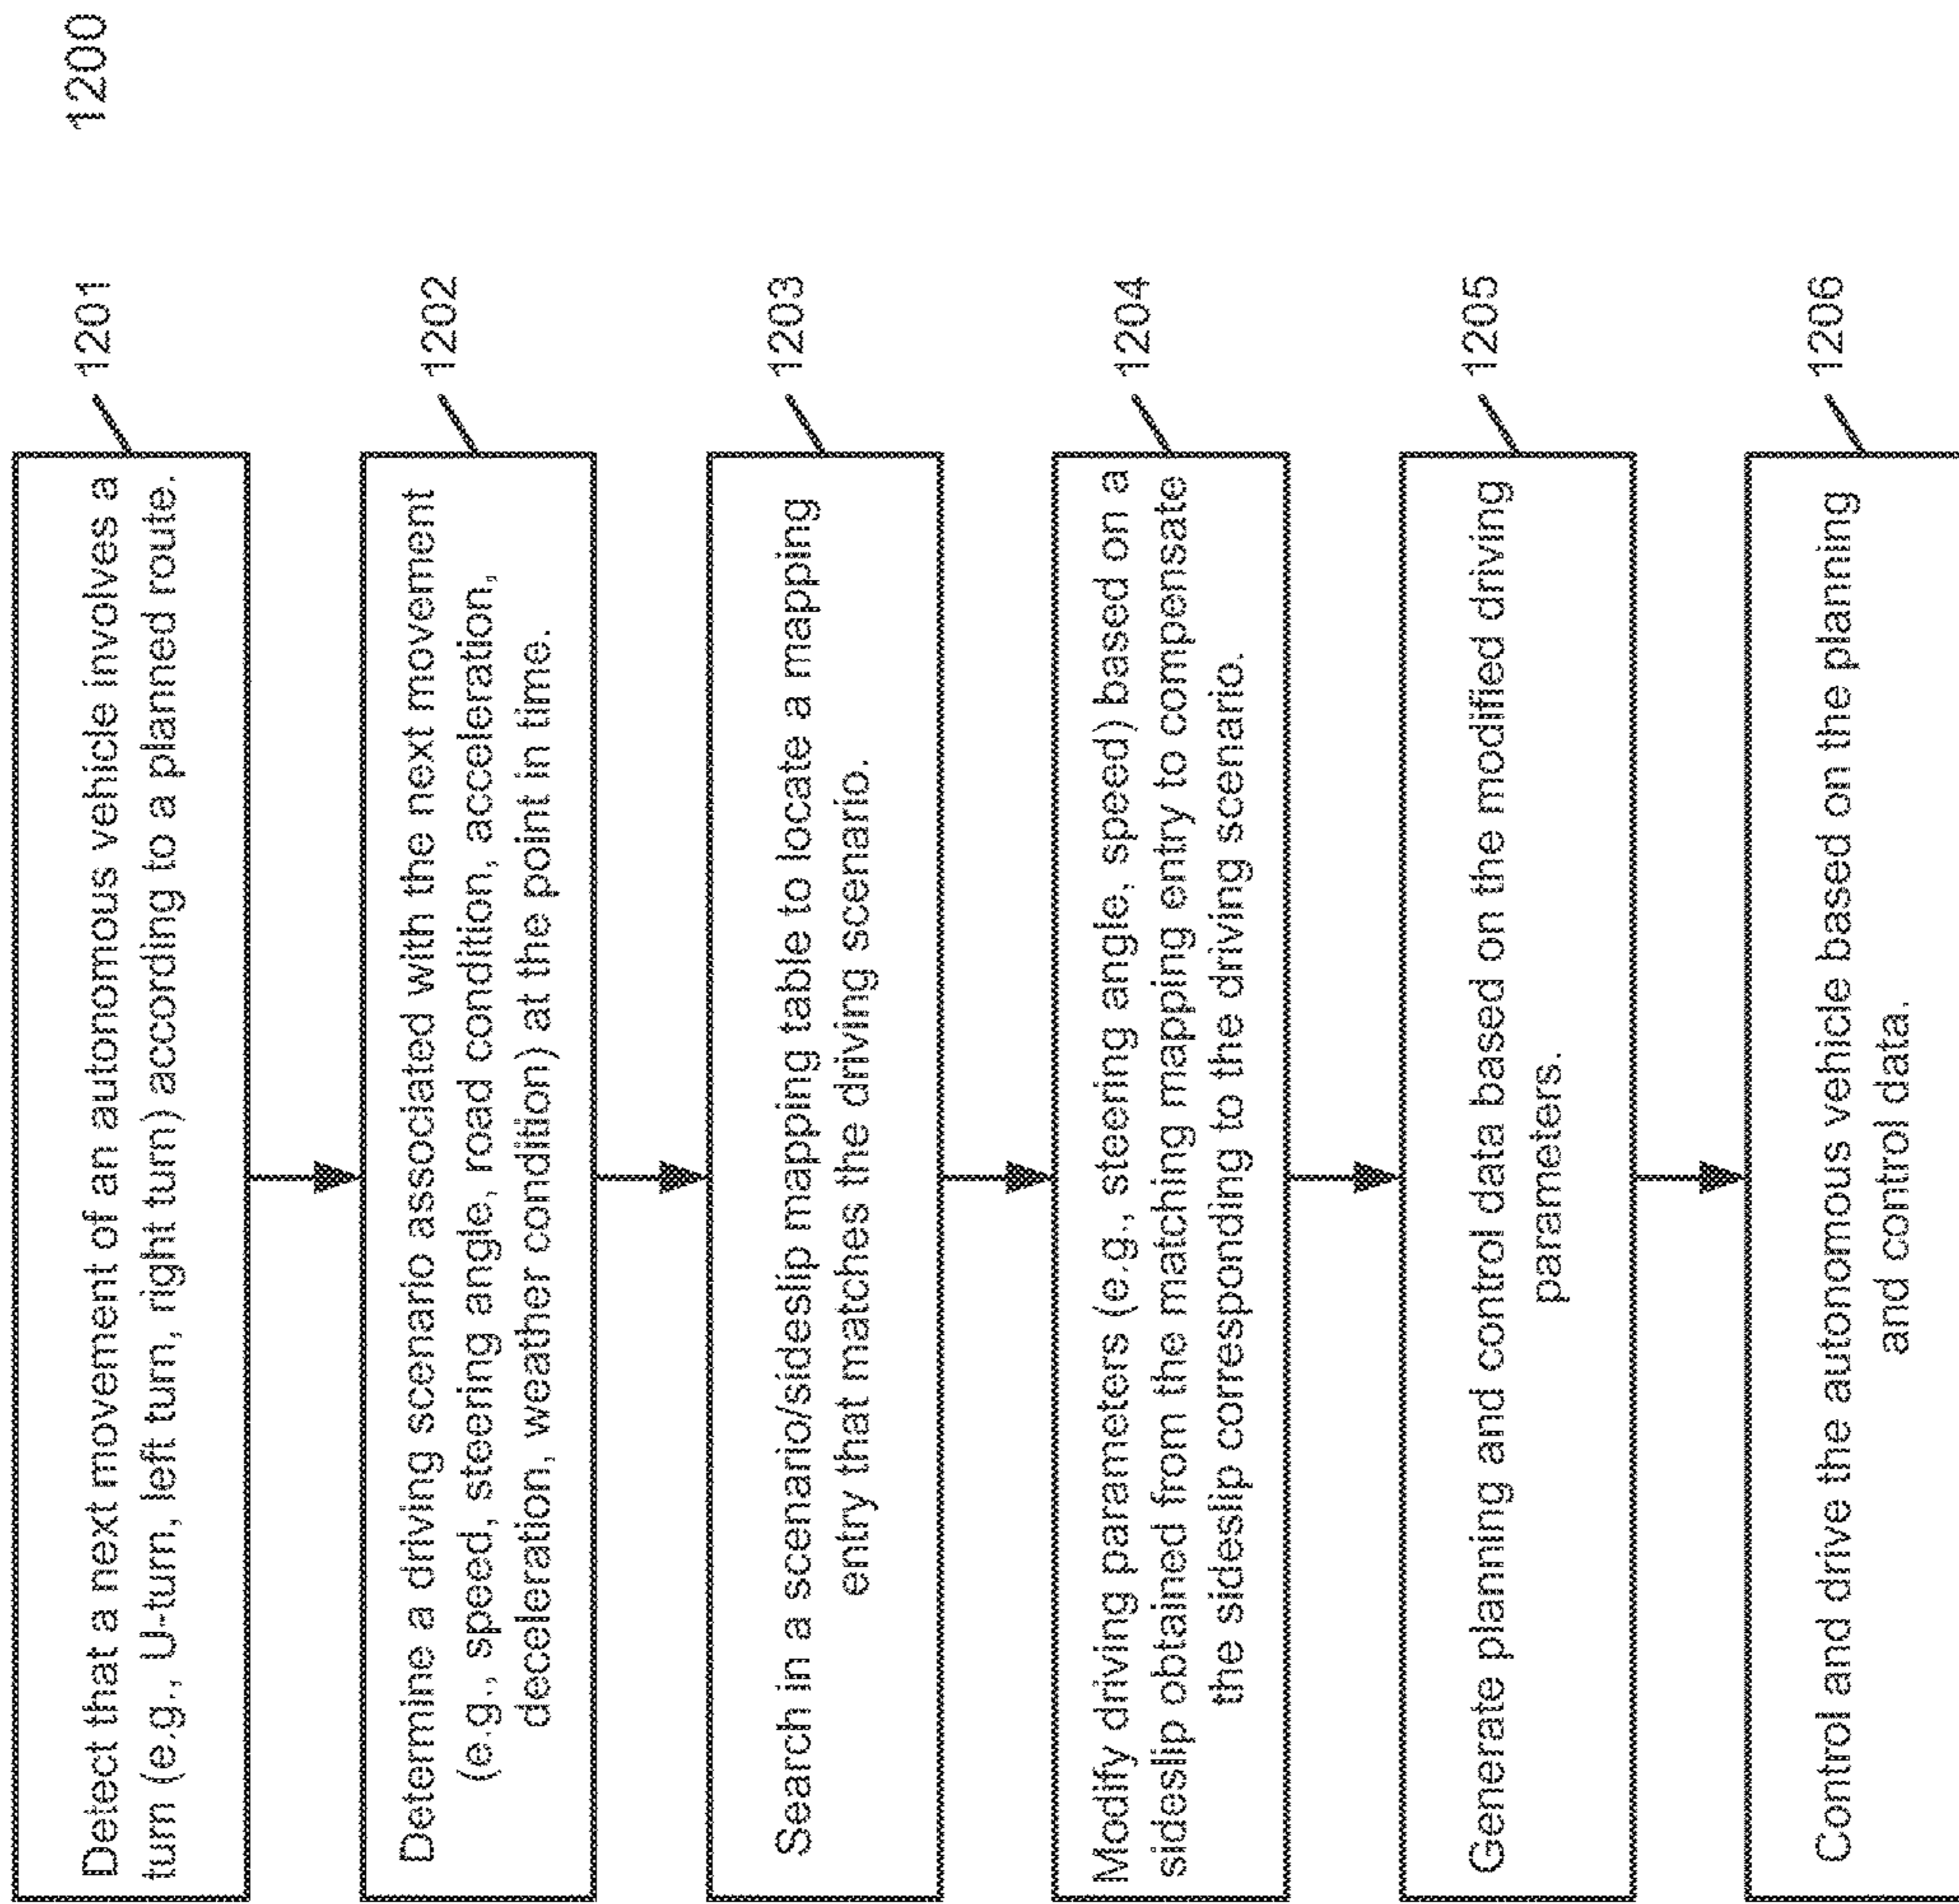 1200
Detect that a next movement of an autonomous vehicle involves a
turn (e.g., U-turn, left turn, right turn) according to a planned route.
1201
Determine a driving scenario associated with the next movement
(e.g., speed, steering angle, road condition, acceleration,
deceleration, weather condition) at the point in time.
1202
Search in a scenario/sideslip mapping table to locate a mapping
entry that matches the driving scenario.
1203
Modify driving parameters (e.g., steering angle, speed) based on a
sideslip obtained from the matching mapping entry to compensate
the sideslip corresponding to the driving scenario.
1204
Generate planning and control data based on the modified driving
parameters.
1205
Control and drive the autonomous vehicle based on the planning
and control data.
1206